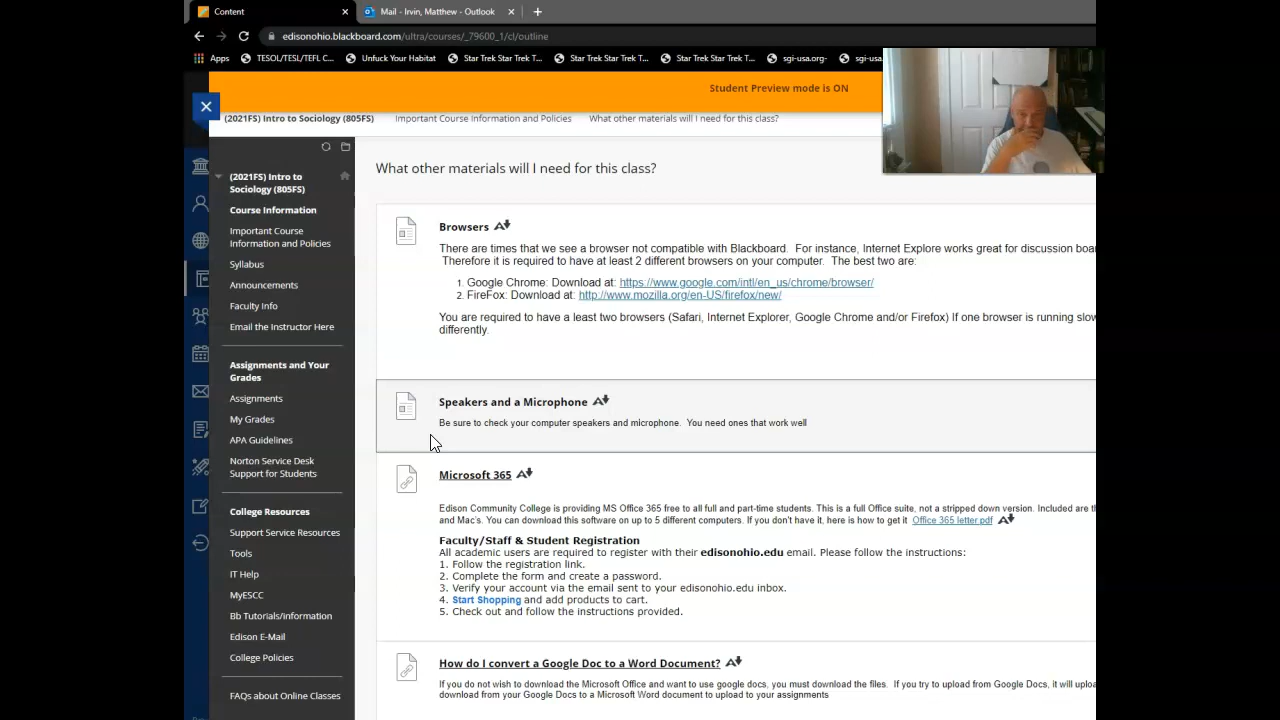 Content
Mail - Irvin, Matthew - Outlook
edisonohio.blackboard.com/ultra/courses/_79600_1/cl/outline
Apps TESOL/TESL/TEFL C... Unfuck Your Habitat Star Trek Star Trek T... Star Trek Star Trek T... Star Trek Star Trek T... sgi-usa.org- sgi-usa.
Student Preview mode is ON
(2021FS) Intro to Sociology (805FS) Important Course Information and Policies What other materials will I need for this class?
(2021FS) Intro to
Sociology (805FS)
Course Information
Important Course
Information and Policies
Syllabus
Announcements
Faculty Info
Email the Instructor Here
Assignments and Your
Grades
Assignments
My Grades
APA Guidelines
Norton Service Desk
Support for Students
College Resources
Support Service Resources
Tools
IT Help
MyESCC
Bb Tutorials/information
Edison E-Mail
College Policies
FAQs about Online Classes
What other materials will I need for this class?
Browsers
There are times that we see a browser not compatible with Blackboard. For instance, Internet Explore works great for discussion boa
Therefore it is required to have at least 2 different browsers on your computer. The best two are:
1. Google Chrome: Download at: https://www.google.com/intl/en_us/chrome/browser/
2. FireFox: Download at: http://www.mozilla.org/en-US/firefox/new/
You are required to have a least two browsers (Safari, Internet Explorer, Google Chrome and/or Firefox) If one browser is running slow
differently.
Speakers and a Microphone
Be sure to check your computer speakers and microphone. You need ones that work well
Microsoft 365
Edison Community College is providing MS Office 365 free to all full and part-time students. This is a full Office suite, not a stripped down version. Included are th
and Mac's. You can download this software on up to 5 different computers. If you don't have it, here is how to get it Office 365 letter.pdf
Faculty/Staff & Student Registration
All academic users are required to register with their edisonohio.edu email. Please follow the instructions:
1. Follow the registration link.
2. Complete the form and create a password.
3. Verify your account via the email sent to your edisonohio.edu inbox.
4. Start Shopping and add products to cart.
5. Check out and follow the instructions provided.
How do I convert a Google Doc to a Word Document?
If you do not wish to download the Microsoft Office and want to use google docs, you must download the files. If you try to upload from Google Docs, it will uploa
download from your Google Docs to a Microsoft Word document to upload to your assignments